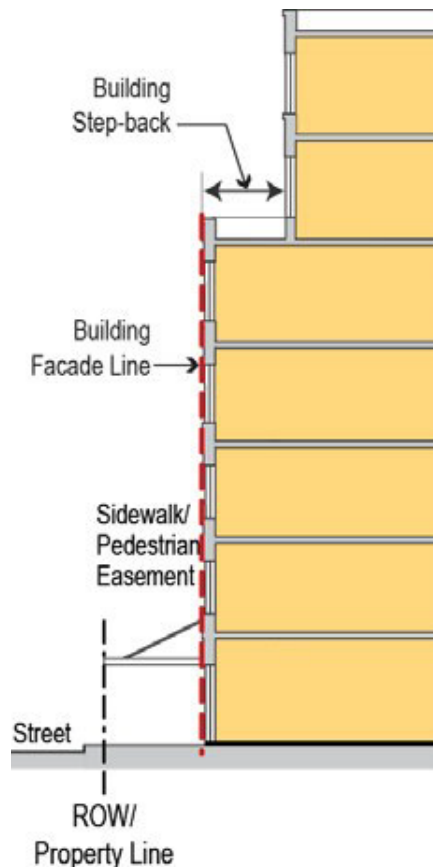 Building
Step-back
Building
Facade Line
Sidewalk/
Pedestrian
Easement
Street
ROW/
Property Line